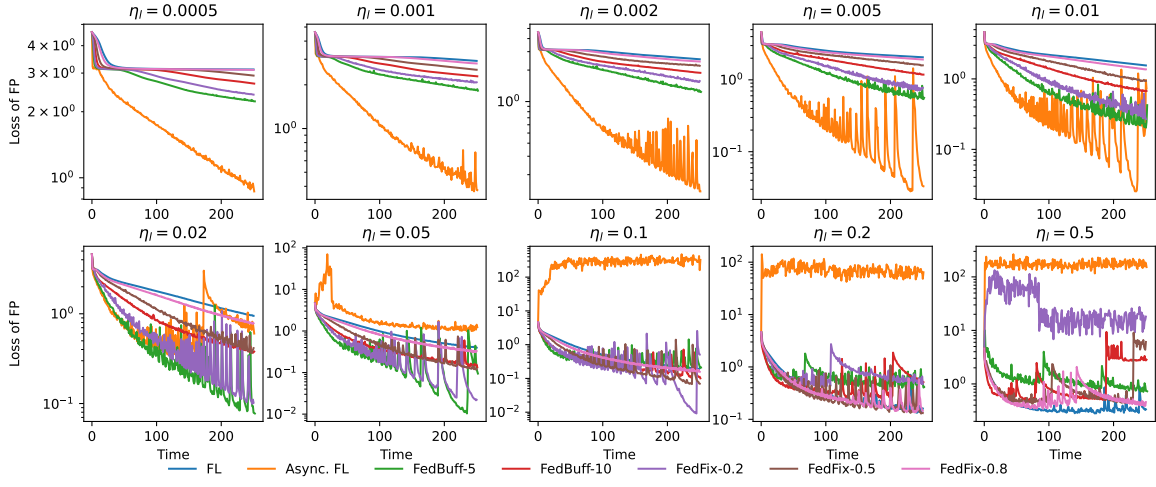 η_l = 0.0005
η_l = 0.001
η_l = 0.002
η_l = 0.005
η_l = 0.01
Loss of FP
4 × 10⁰
3 × 10⁰
2 × 10⁰
10⁰
10⁰
10⁰
10⁰
10⁻¹
10⁰
10⁻¹
0 100 200
0 100 200
0 100 200
0 100 200
0 100 200
η_l = 0.02
η_l = 0.05
η_l = 0.1
η_l = 0.2
η_l = 0.5
Loss of FP
10⁰
10⁻¹
10²
10¹
10⁰
10⁻¹
10⁻²
10²
10¹
10⁰
10⁻¹
10⁻²
10²
10¹
10⁰
10⁻¹
10²
10¹
10⁰
0 100 200
0 100 200
0 100 200
0 100 200
0 100 200
Time
Time
Time
Time
Time
FL Async. FL FedBuff-5 FedBuff-10 FedFix-0.2 FedFix-0.5 FedFix-0.8